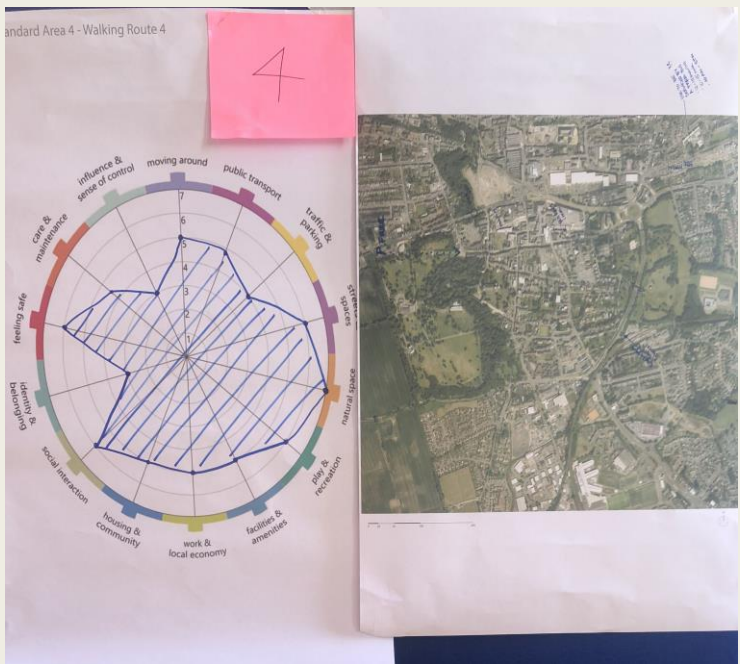 andard Area 4 - Walking Route 4
4
moving around
public transport
traffic &
parking
streets
spaces
natural space
play &
recreation
facilities &
amenities
work &
local economy
housing &
community
social interaction
identity &
belonging
feeling safe
care &
maintenance
influence &
sense of control
7
6
5
4
3
2
1